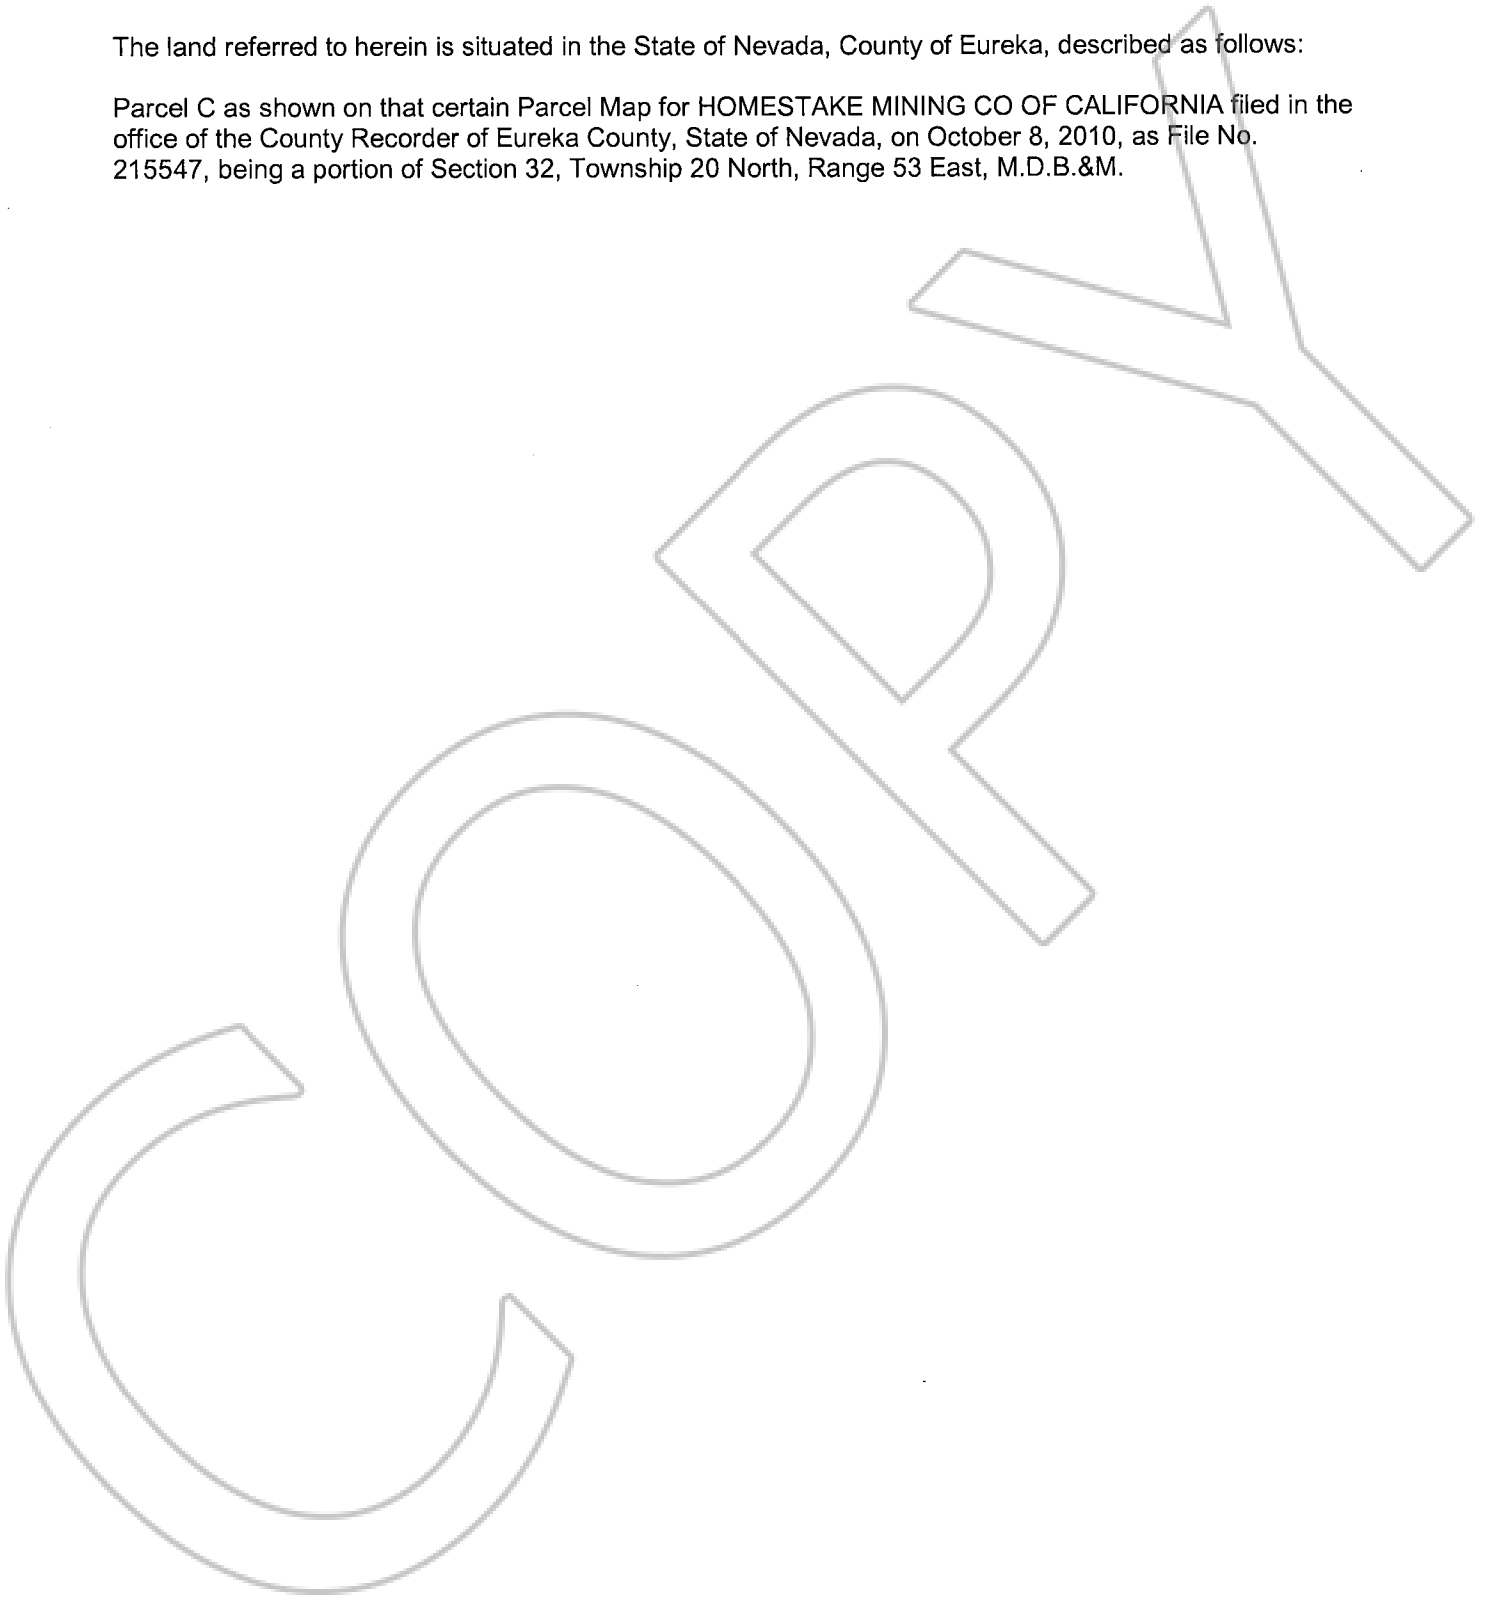 The land referred to herein is situated in the State of Nevada, County of Eureka, described as follows:
Parcel C as shown on that certain Parcel Map for HOMESTAKE MINING CO OF CALIFORNIA filed in the
office of the County Recorder of Eureka County, State of Nevada, on October 8, 2010, as File No.
215547, being a portion of Section 32, Township 20 North, Range 53 East, M.D.B.&M.
COPY